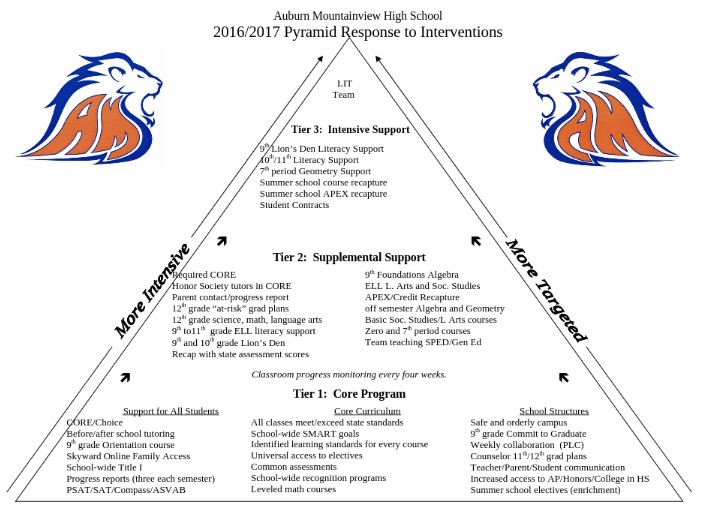 Auburn Mountainview High School
2016/2017 Pyramid Response to Interventions
LIT
Team
AMS
AM
Tier 3: Intensive Support
9th Lion's Den Literacy Support
10th/11th Literacy Support
7th period Geometry Support
Summer school course recapture
Summer school APEX recapture
Student Contracts
More Intensive
More Targeted
Tier 2: Supplemental Support
Required CORE
Honor Society tutors in CORE
Parent contact/progress report
12th grade "at-risk" grad plans
12th grade science, math, language arts
9th to11th grade ELL literacy support
9th and 10th grade Lion's Den
Recap with state assessment scores
9th Foundations Algebra
ELL L. Arts and Soc. Studies
APEX/Credit Recapture
off semester Algebra and Geometry
Basic Soc. Studies/L Arts courses
Zero and 7th period courses
Team teaching SPED/Gen Ed
Classroom progress monitoring every four weeks.
Tier 1: Core Program
Support for All Students
CORE/Choice
Before/after school tutoring
9th grade Orientation course
Skyward Online Family Access
School-wide Title I
Progress reports (three each semester)
PSAT/SAT/Compass/ASVAB
Core Curriculum
All classes meet/exceed state standards
School-wide SMART goals
Identified learning standards for every course
Universal access to electives
Common assessments
School-wide recognition programs
Leveled math courses
School Structures
Safe and orderly campus
9th grade Commit to Graduate
Weekly collaboration (PLC)
Counselor 11th/12th grad plans
Teacher/Parent/Student communication
Increased access to AP/Honors/College in HS
Summer school electives (enrichment)